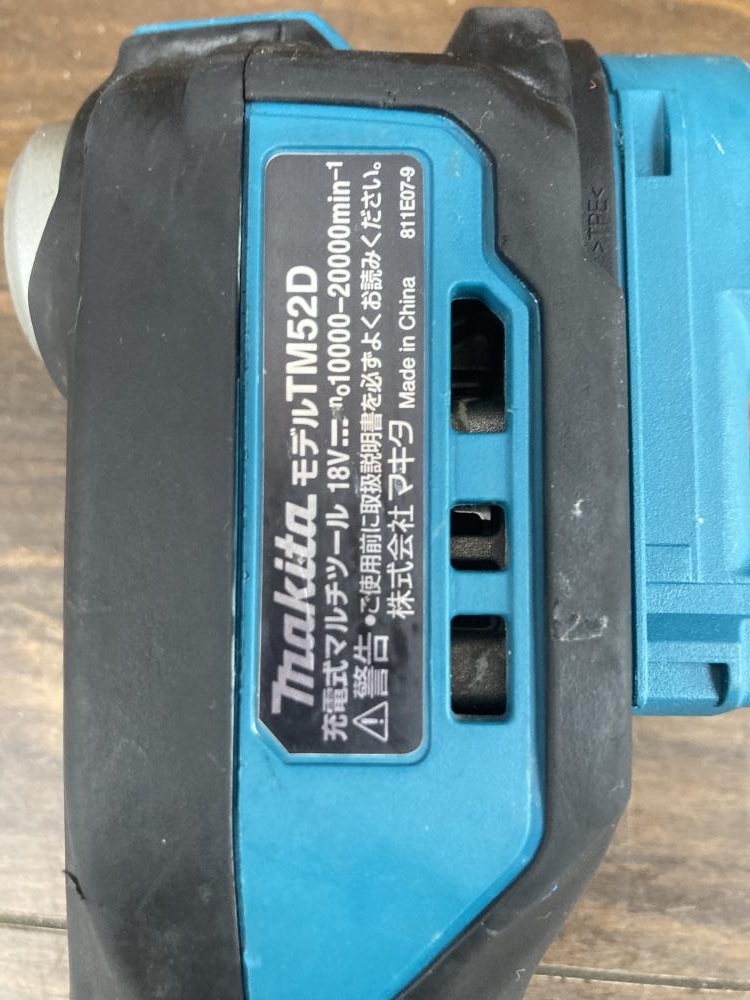 makita モデルTM52D
充電式マルチツール 18V⎓ n₀10000–20000min⁻¹
⚠警告 •ご使用前に取扱説明書を必ずよくお読みください。
株式会社マキタ Made in China 811E07-9
>TPE<